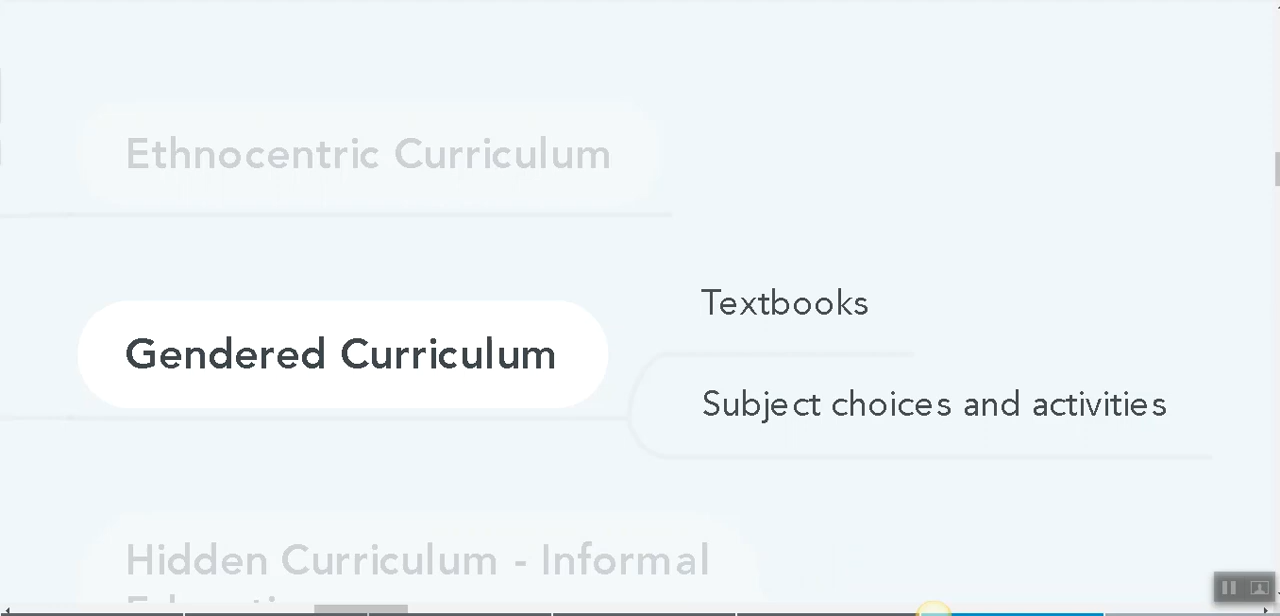 Ethnocentric Curriculum
Gendered Curriculum
Textbooks
Subject choices and activities
Hidden Curriculum - Informal